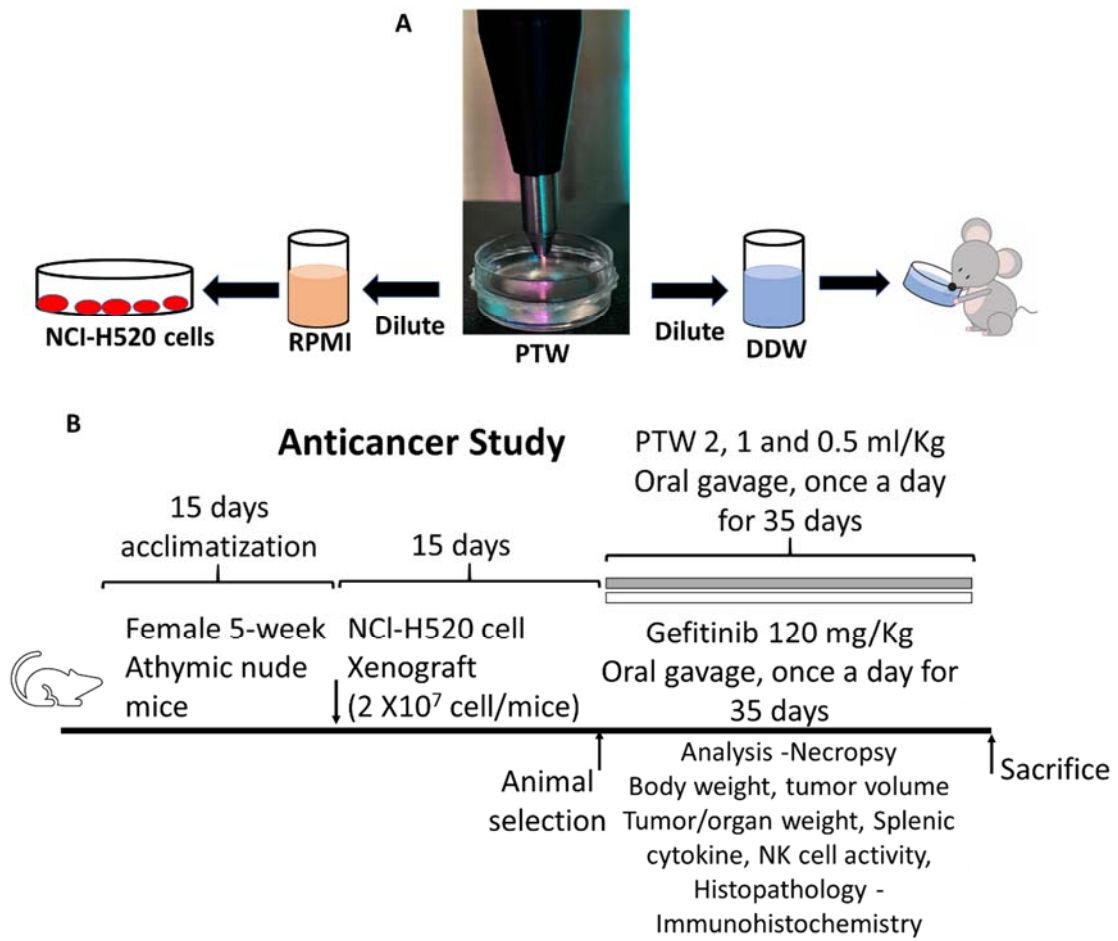 A
NCI-H520 cells
RPMI
Dilute
PTW
Dilute
DDW
B
Anticancer Study
15 days
acclimatization
15 days
PTW 2, 1 and 0.5 ml/Kg
Oral gavage, once a day
for 35 days
Female 5-week
Athymic nude
mice
NCI-H520 cell
Xenograft
(2 X10⁷ cell/mice)
Gefitinib 120 mg/Kg
Oral gavage, once a day for
35 days
Animal
selection
Analysis -Necropsy
Body weight, tumor volume
Tumor/organ weight, Splenic
cytokine, NK cell activity,
Histopathology -
Immunohistochemistry
Sacrifice